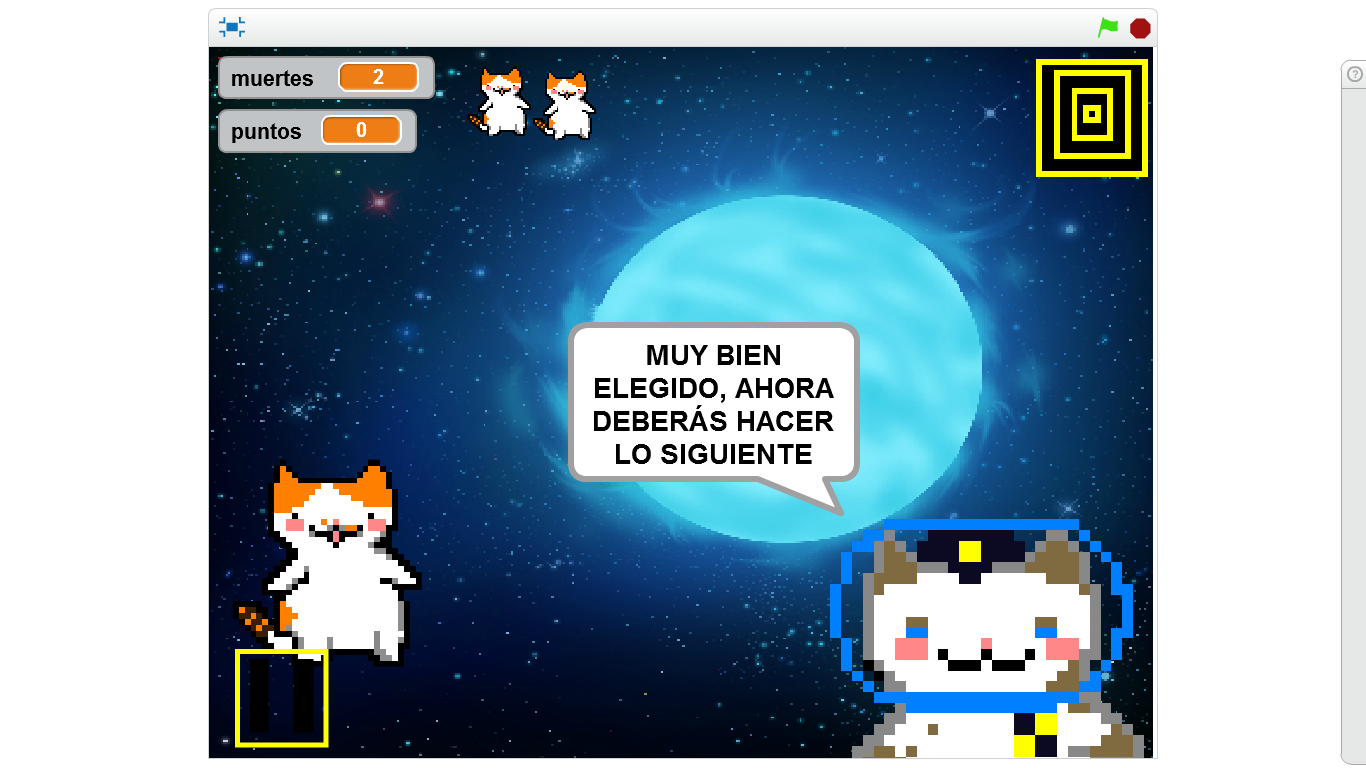 muertes 2
puntos 0
MUY BIEN
ELEGIDO, AHORA
DEBERÁS HACER
LO SIGUIENTE
?